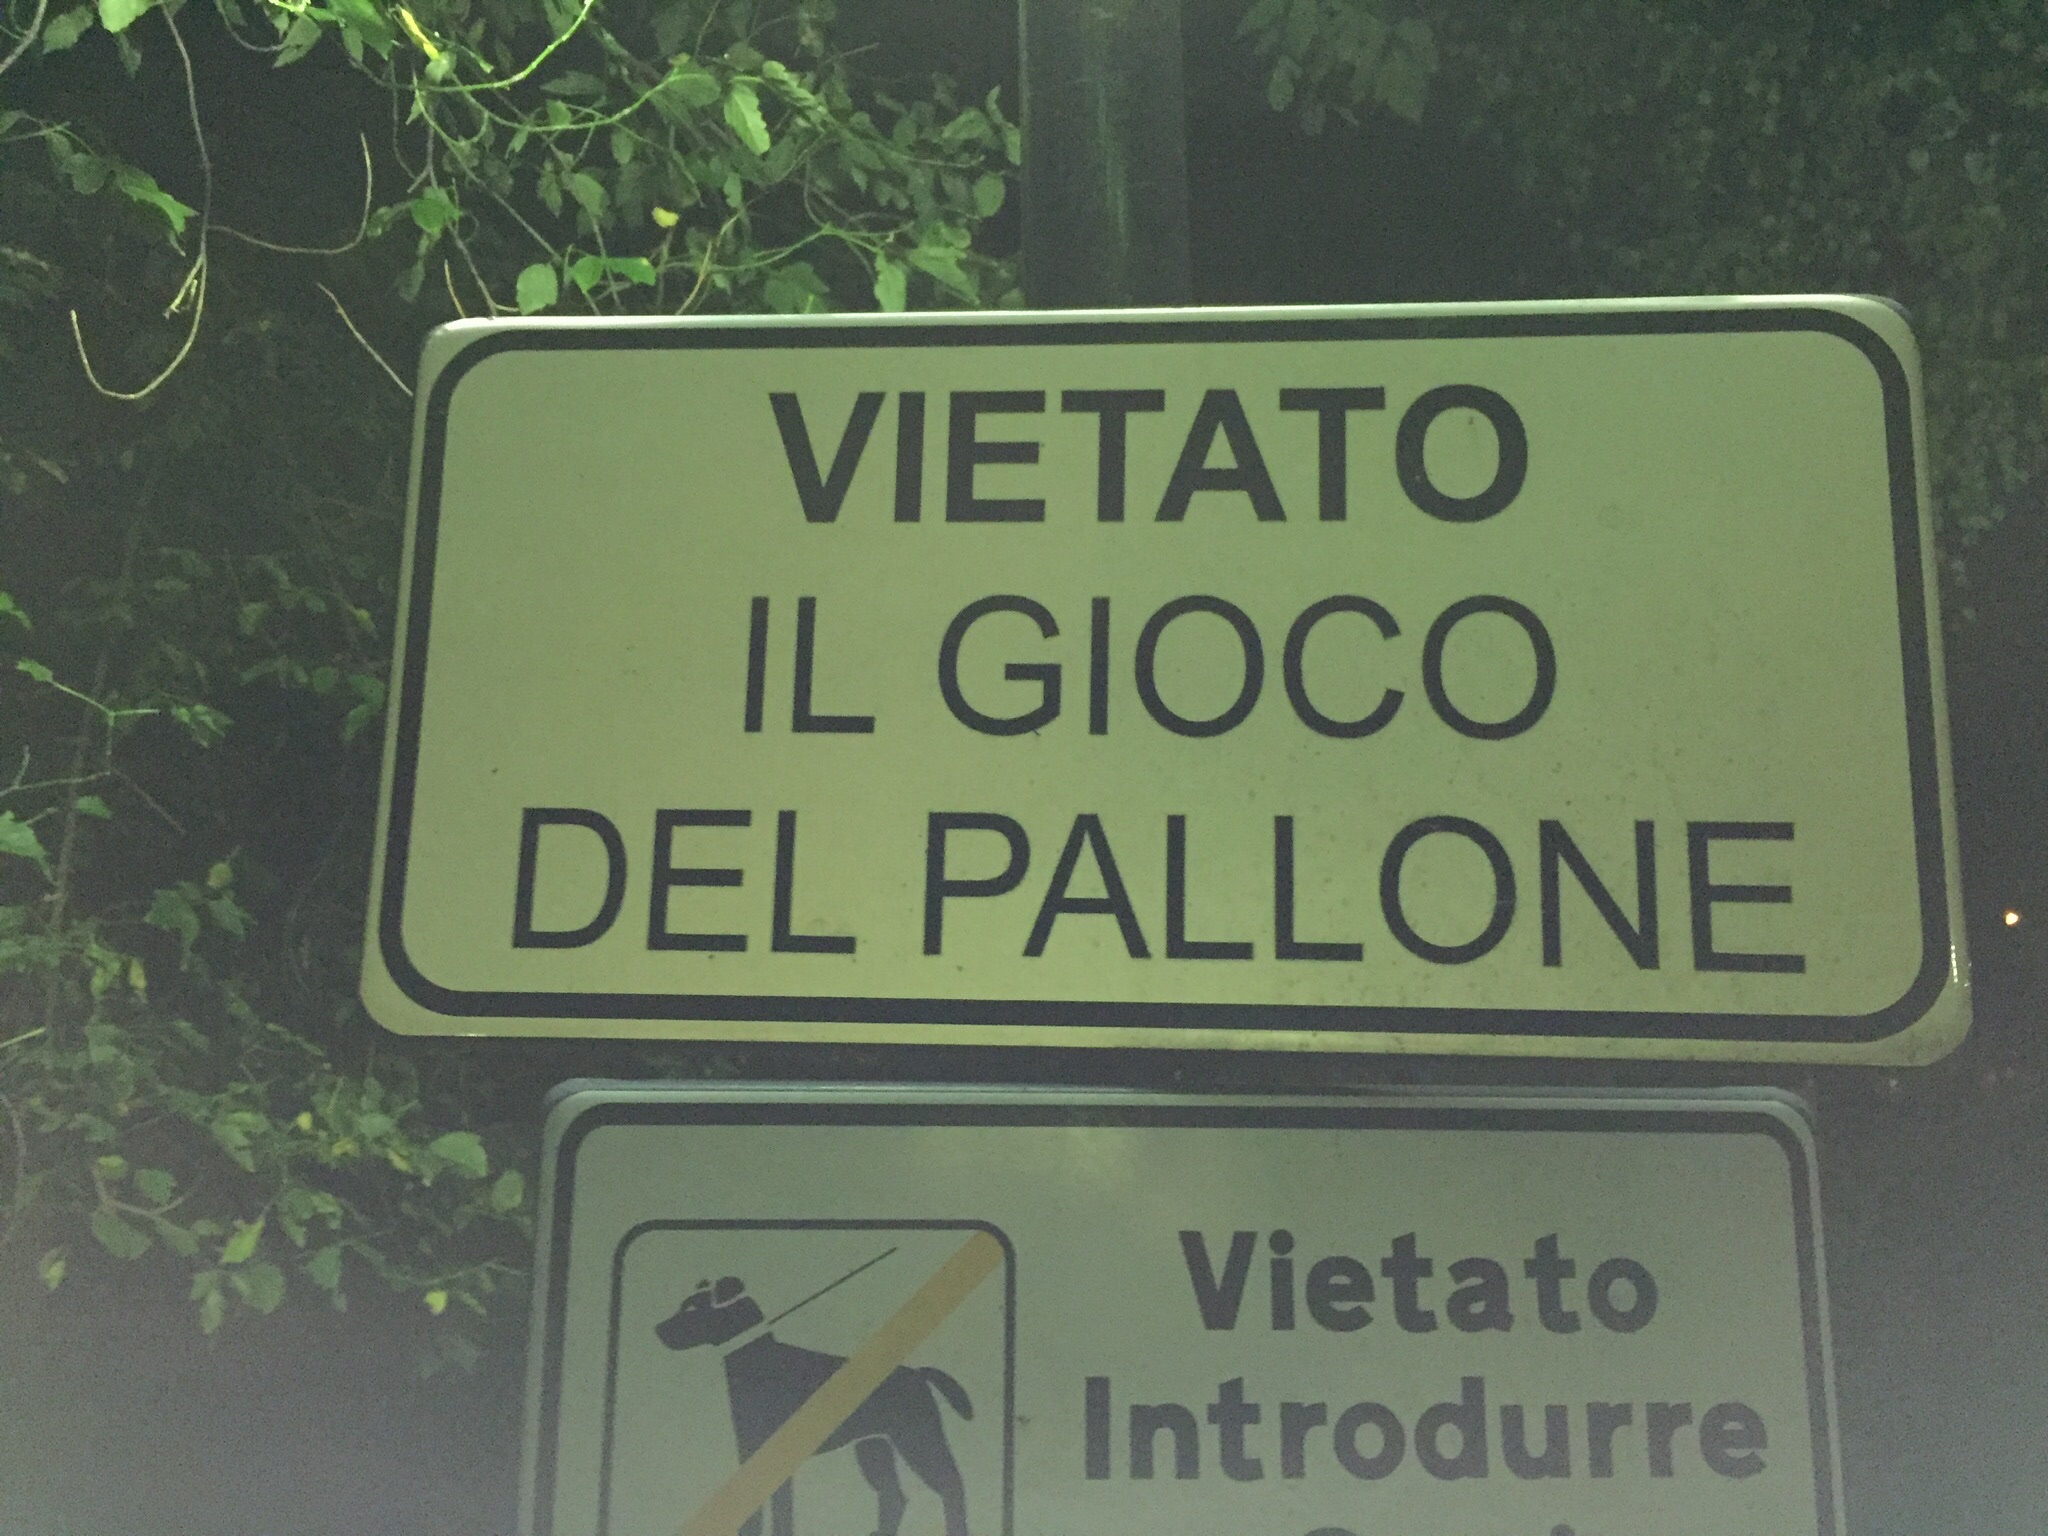 VIETATO
IL GIOCO
DEL PALLONE
Vietato
Introdurre